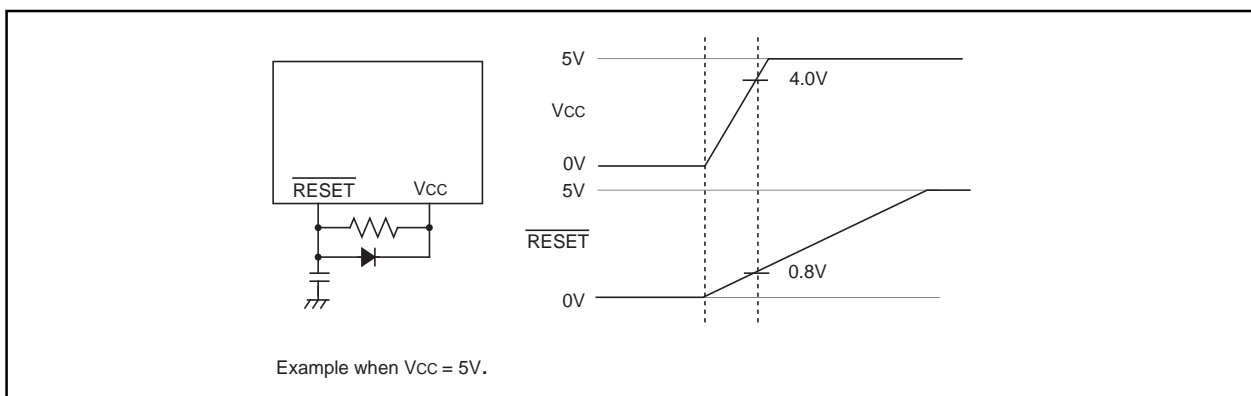 RESET
VCC
5V
4.0V
VCC
0V
5V
RESET
0.8V
0V
Example when VCC = 5V.